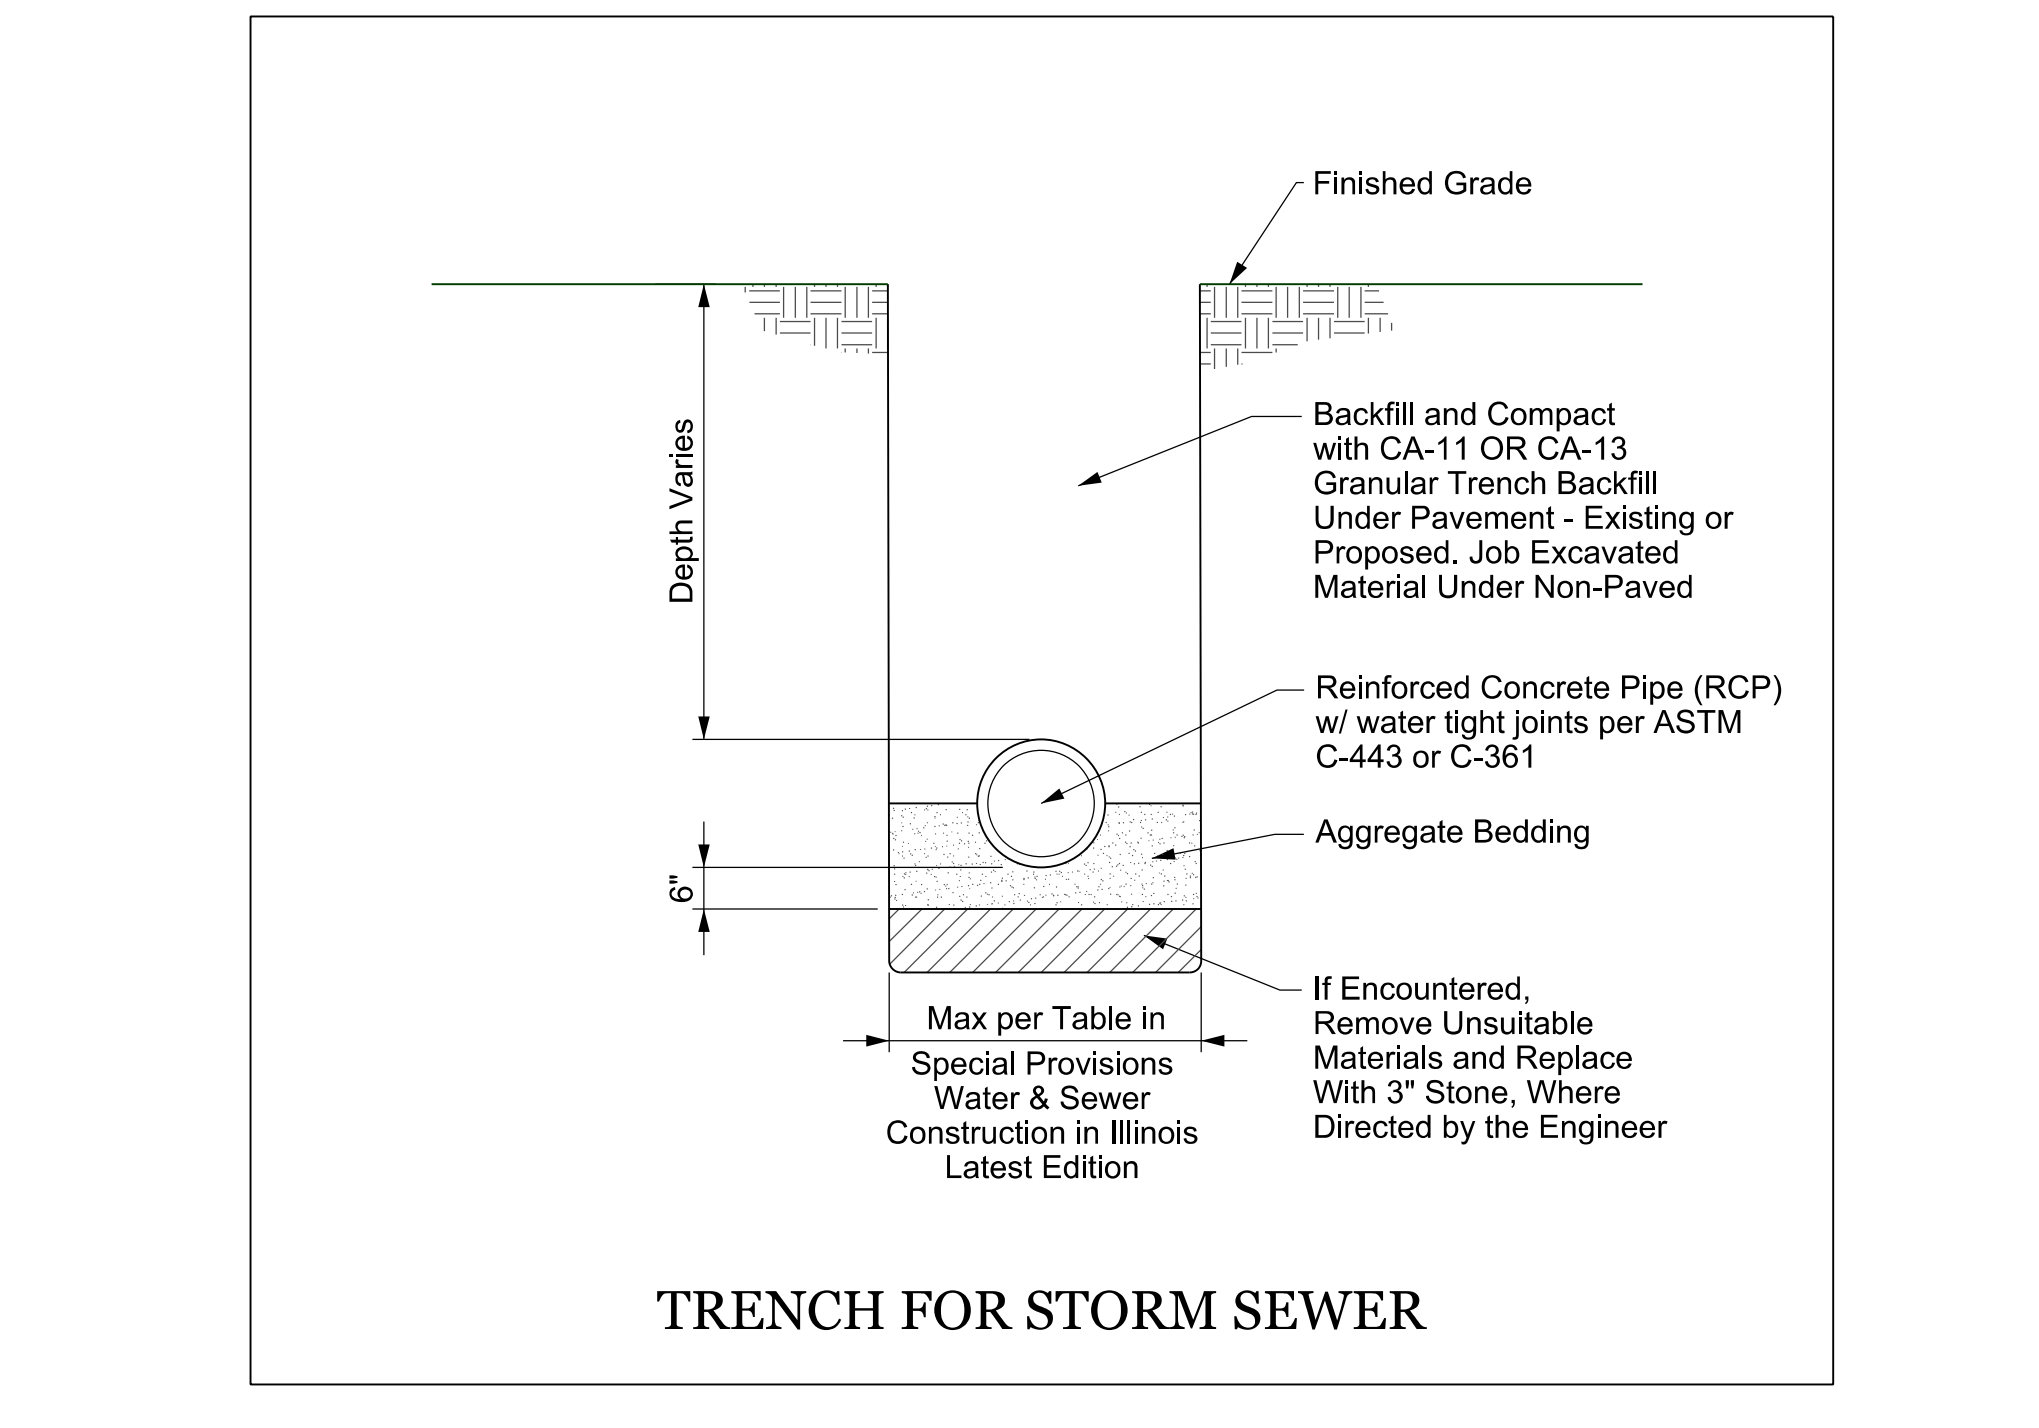 Finished Grade
Backfill and Compact
with CA-11 OR CA-13
Granular Trench Backfill
Under Pavement - Existing or
Proposed. Job Excavated
Material Under Non-Paved
Depth Varies
Reinforced Concrete Pipe (RCP)
w/ water tight joints per ASTM
C-443 or C-361
Aggregate Bedding
6"
If Encountered,
Remove Unsuitable
Materials and Replace
With 3" Stone, Where
Directed by the Engineer
Max per Table in
Special Provisions
Water & Sewer
Construction in Illinois
Latest Edition
TRENCH FOR STORM SEWER